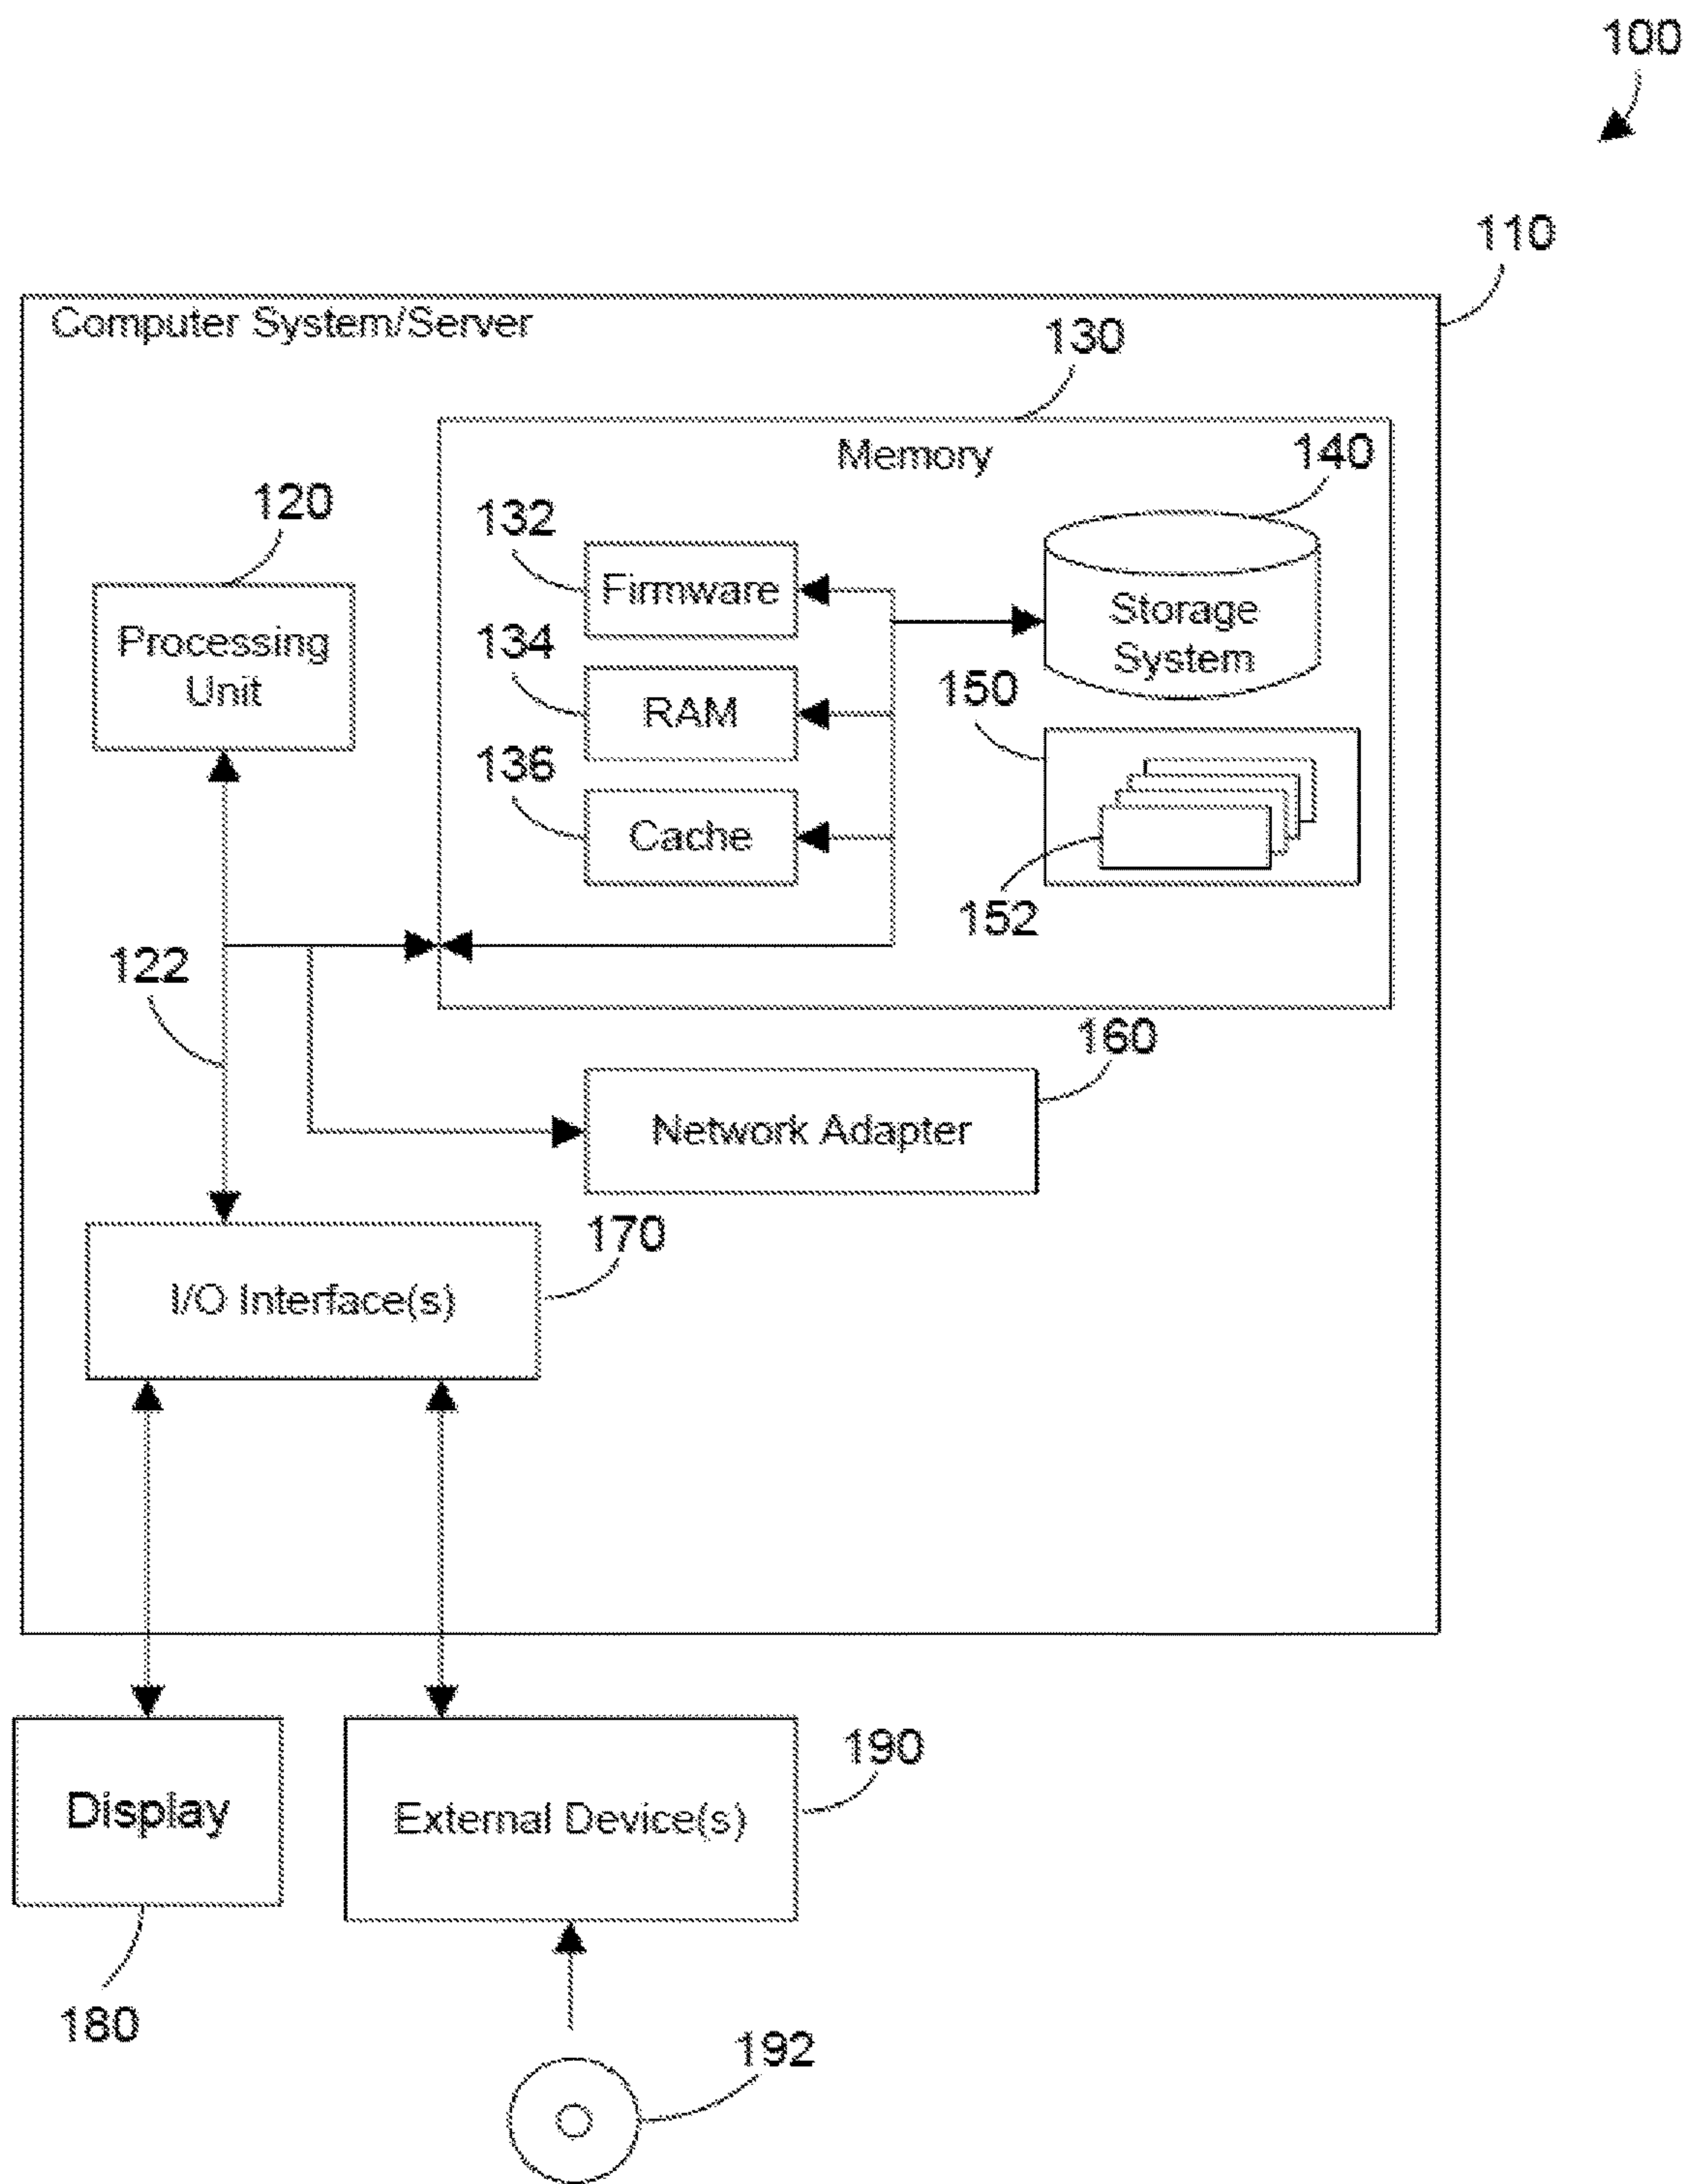 100
110
Computer System/Server
130
Memory
140
120
132
Firmware
Processing
Unit
Storage
System
134
RAM
150
136
Cache
152
122
160
Network Adapter
170
I/O Interface(s)
190
Display
External Device(s)
180
192